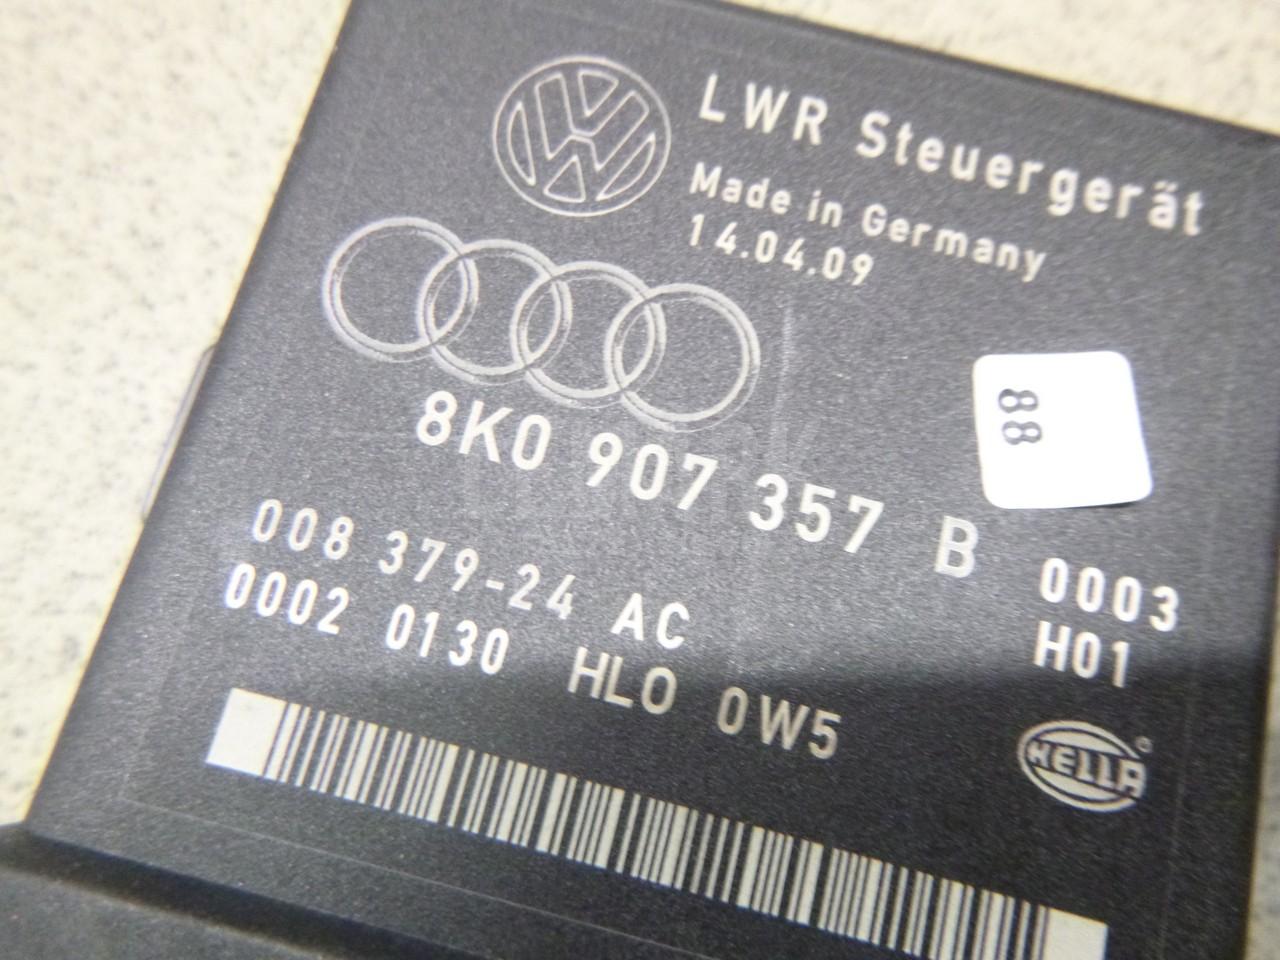 LWR Steuergerät
Made in Germany
14.04.09
88
8K0 907 357 B
0003
008 379-24 AC
H01
0002 0130 HLO 0W5
HELLA